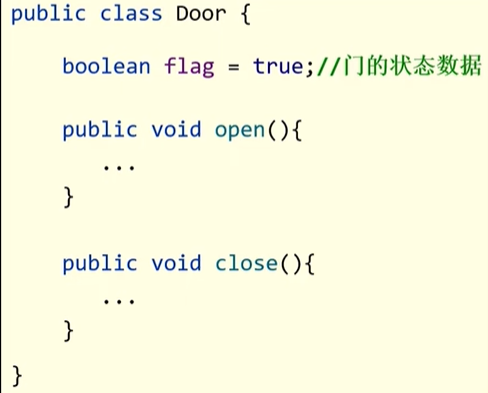 public class Door {
boolean flag = true;//门的状态数据
public void open(){
...
}
public void close(){
...
}
}